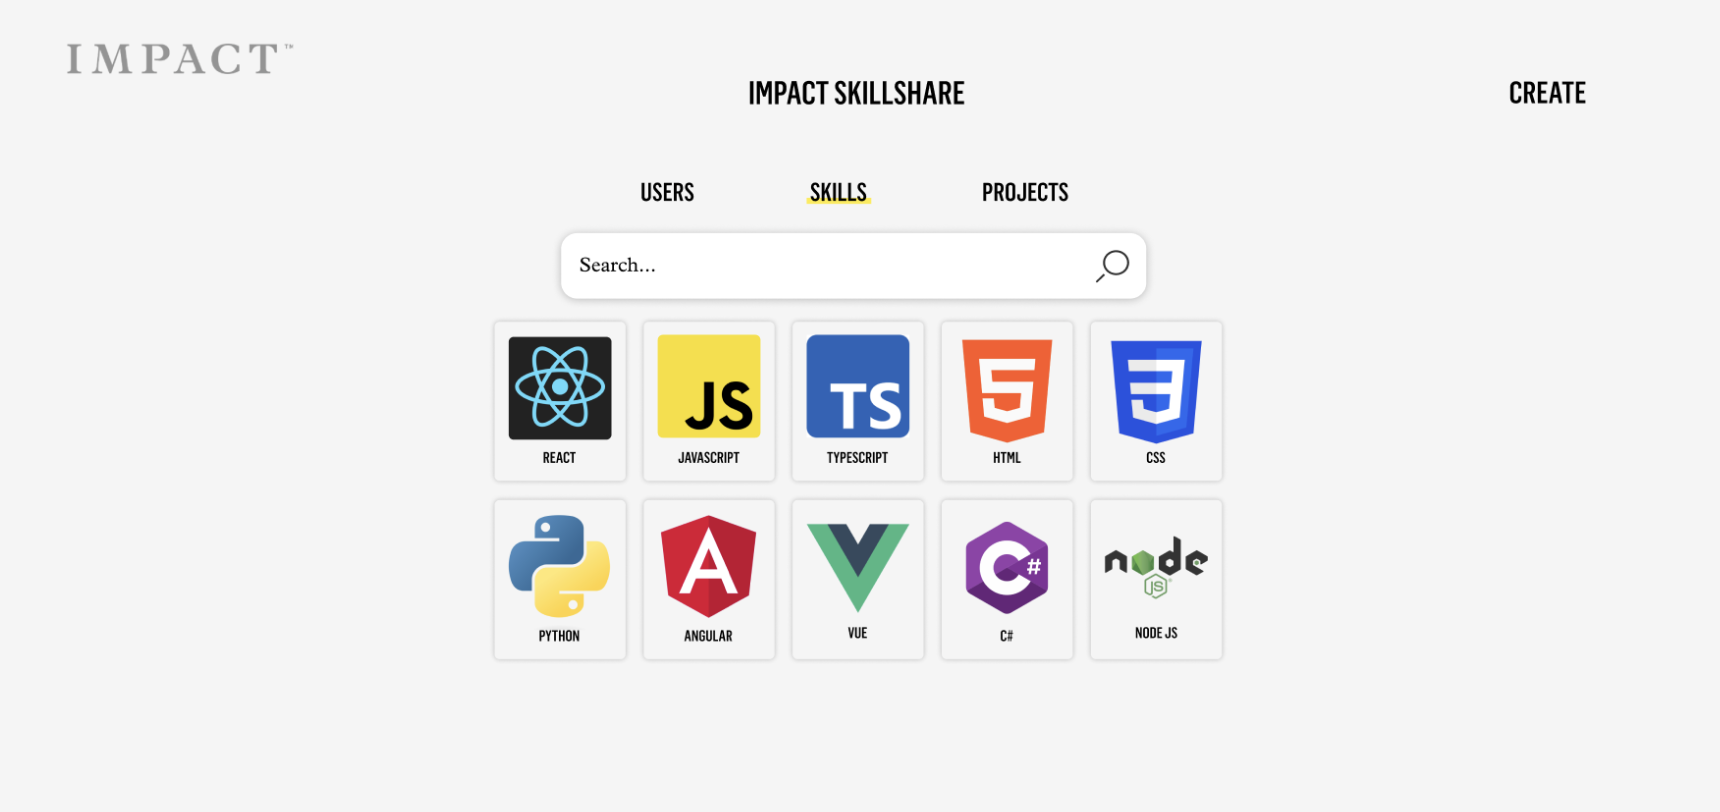 IMPACT™
IMPACT SKILLSHARE
CREATE
USERS SKILLS PROJECTS
Search...
JS TS 5 3
REACT JAVASCRIPT TYPESCRIPT HTML CSS
A C# node JS
PYTHON ANGULAR VUE C# NODE JS